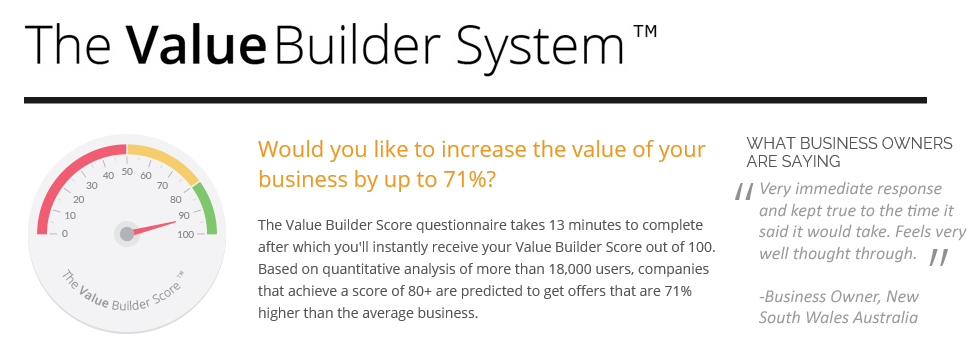 The Value Builder System™
0
10
20
30
40
50
60
70
80
90
100
The Value Builder Score™
Would you like to increase the value of your
business by up to 71%?
The Value Builder Score questionnaire takes 13 minutes to complete
after which you'll instantly receive your Value Builder Score out of 100.
Based on quantitative analysis of more than 18,000 users, companies
that achieve a score of 80+ are predicted to get offers that are 71%
higher than the average business.
WHAT BUSINESS OWNERS
ARE SAYING
"Very immediate response
and kept true to the time it
said it would take. Feels very
well thought through."
-Business Owner, New
South Wales Australia